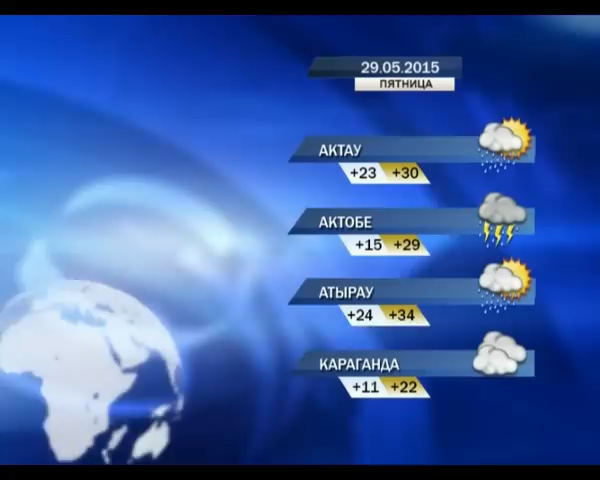 29.05.2015
ПЯТНИЦА
АКТАУ
+23 +30
АКТОБЕ
+15 +29
АТЫРАУ
+24 +34
КАРАГАНДА
+11 +22